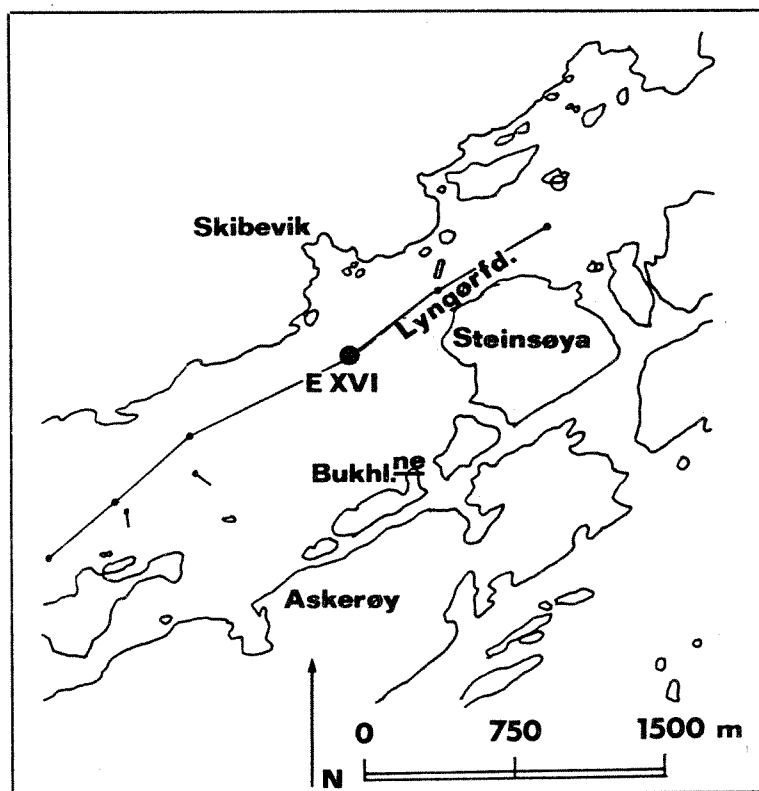 Skibevik
Lyngørfd.
Steinsøya
E XVI
Bukhl.ne
Askerøy
0 750 1500 m
N